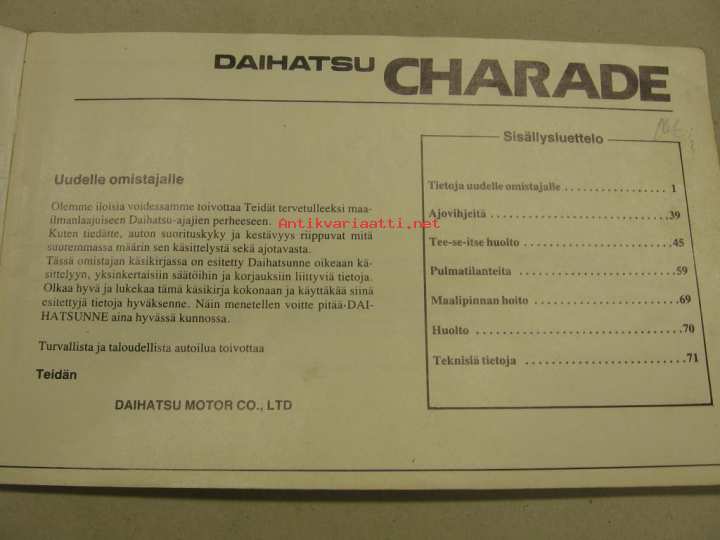 DAIHATSU CHARADE
Uudelle omistajalle
Olemme iloisia voidessamme toivottaa Teidät tervetulleeksi maa-
ilmanlaajuiseen Daihatsu-ajajien perheeseen.
Kuten tiedätte, auton suorituskyky ja kestävyys riippuvat mitä
suuremmassa määrin sen käsittelystä sekä ajotavasta.
Tässä omistajan käsikirjassa on esitetty Daihatsunne oikeaan kä-
sittelyyn, yksinkertaisiin säätöihin ja korjauksiin liittyviä tietoja.
Olkaa hyvä ja lukekaa tämä käsikirja kokonaan ja käyttäkää siinä
esitettyjä tietoja hyväksenne. Näin menetellen voitte pitää DAI-
HATSUNNE aina hyvässä kunnossa.
Turvallista ja taloudellista autoilua toivottaa
Teidän
DAIHATSU MOTOR CO., LTD
Sisällysluettelo
Tietoja uudelle omistajalle .................. 1
Ajovihjeitä ..................39
Tee-se-itse huolto ..................45
Pulmatilanteita ..................59
Maalipinnan hoito ..................69
Huolto ..................70
Teknisiä tietoja ..................71
Antikvariaatti.net